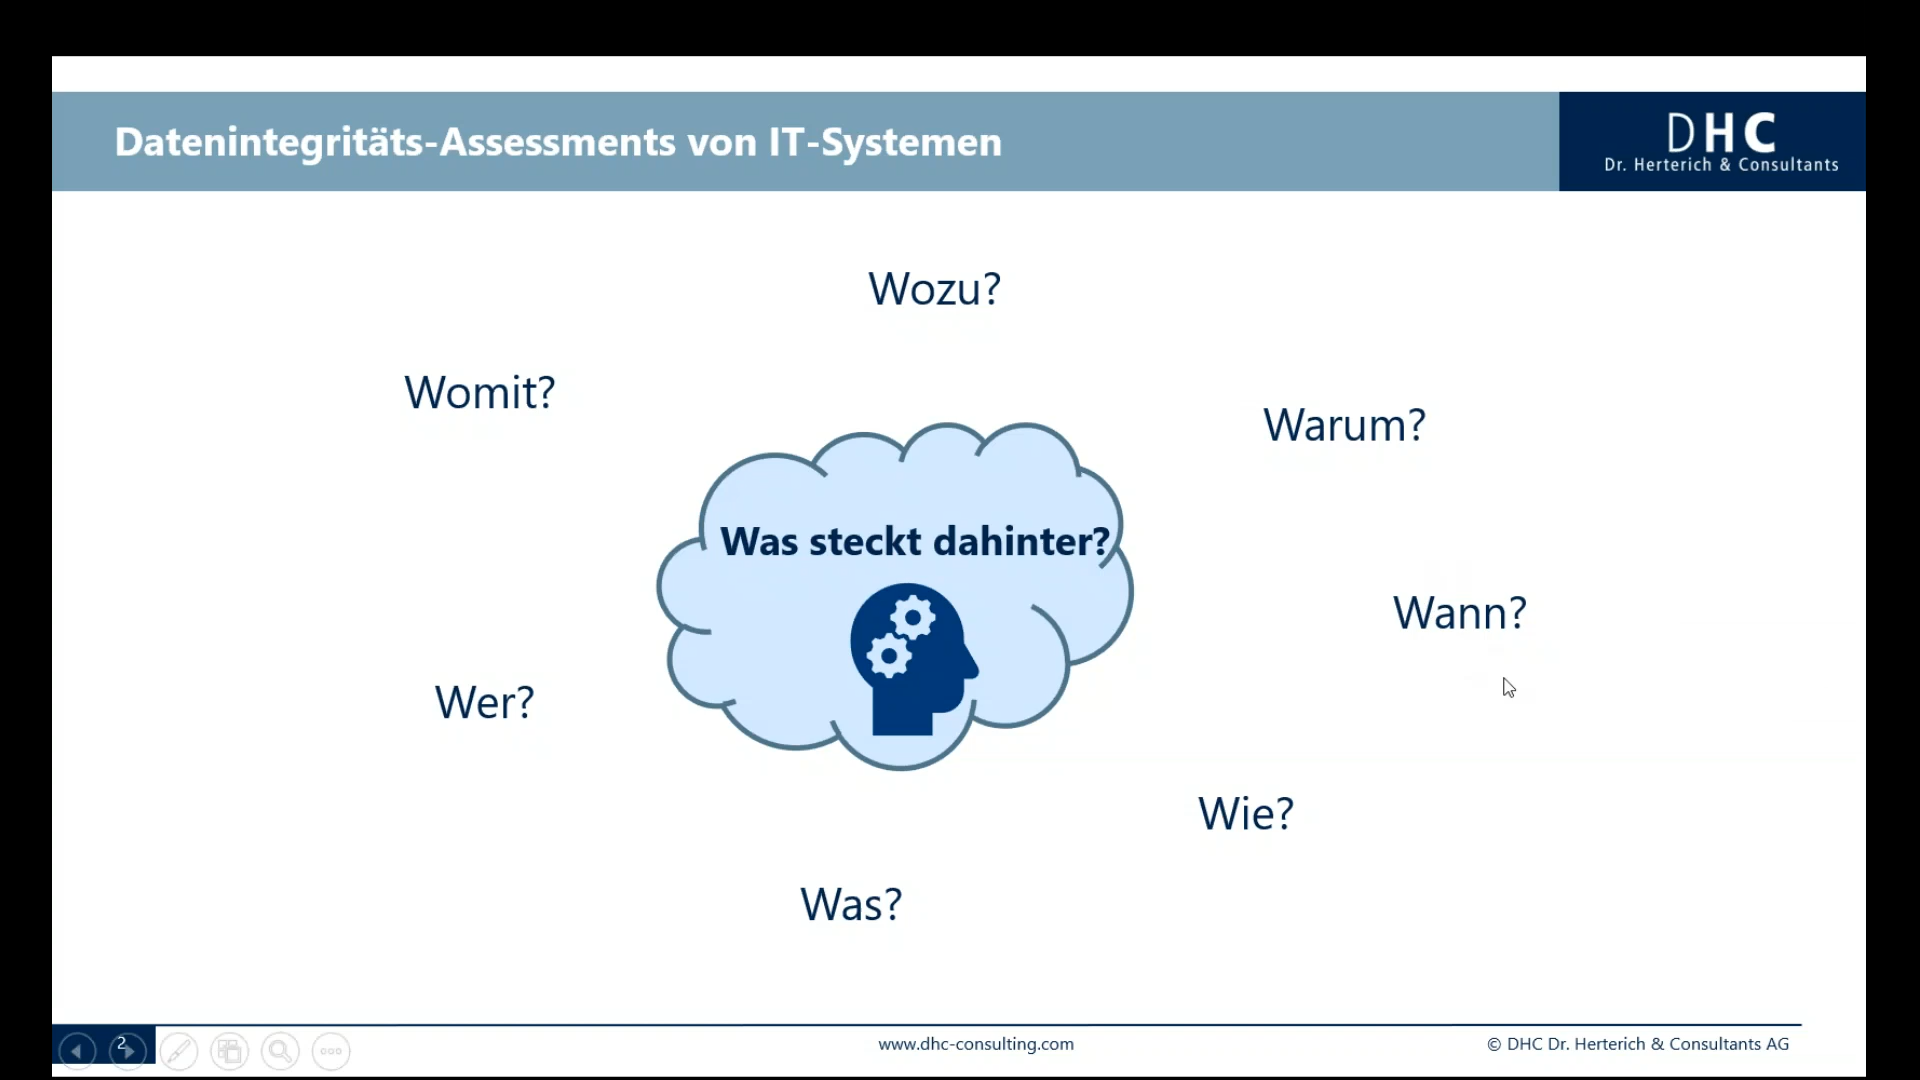 Datenintegritäts-Assessments von IT-Systemen
DHC
Dr. Herterich & Consultants
Wozu?
Womit?
Warum?
Was steckt dahinter?
Wann?
Wer?
Wie?
Was?
2
www.dhc-consulting.com
© DHC Dr. Herterich & Consultants AG